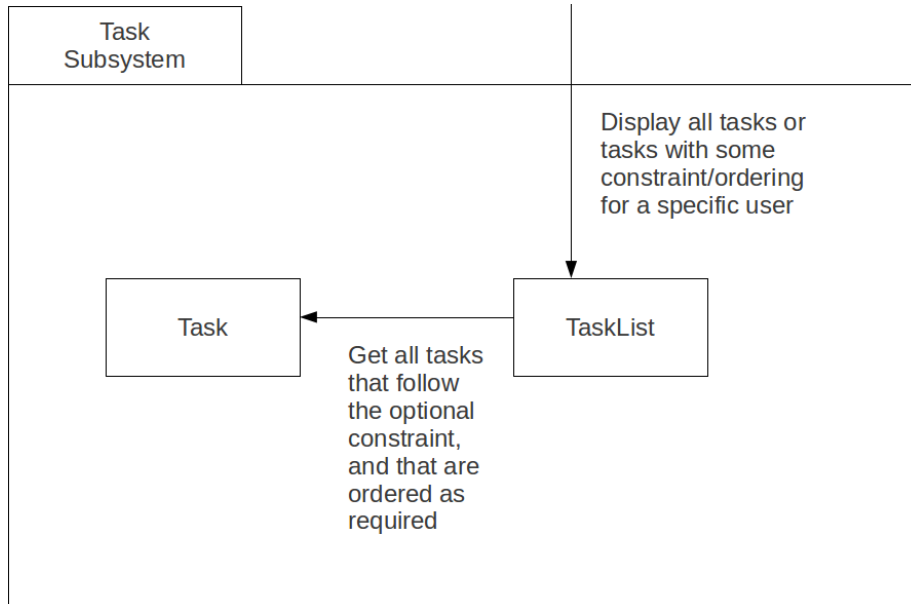 Task
Subsystem
Display all tasks or
tasks with some
constraint/ordering
for a specific user
Task
TaskList
Get all tasks
that follow
the optional
constraint,
and that are
ordered as
required